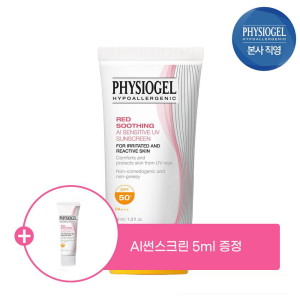 PHYSIOGEL
본사 직영
PHYSIOGEL
HYPOALLERGENIC
RED
SOOTHING
AI SENSITIVE UV
SUNSCREEN
FOR IRRITATED AND
REACTIVE SKIN
Comforts and
protects skin from UV rays
Non-comedogenic and
non-greasy
50+
AI썬스크린 5ml 증정